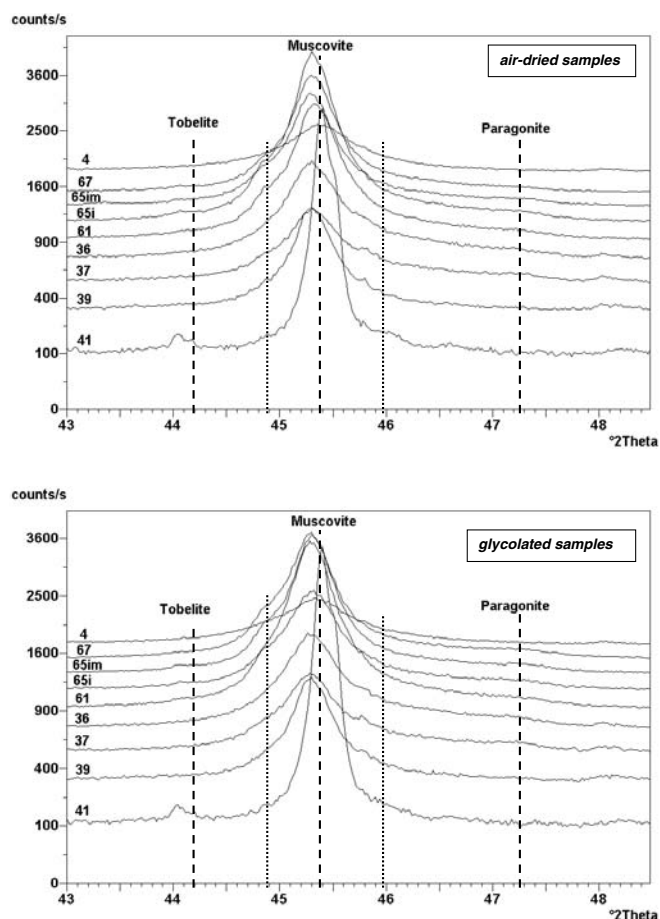 counts/s
Muscovite
air-dried samples
3600
Tobelite
Paragonite
2500
4
67
1600
65im
65i
61
900
36
37
400
39
41
100
0
43 44 45 46 47 48
°2Theta
counts/s
Muscovite
3600
glycolated samples
Tobelite
Paragonite
2500
4
67
1600
65im
65i
61
900
36
37
400
39
41
100
0
43 44 45 46 47 48
°2Theta